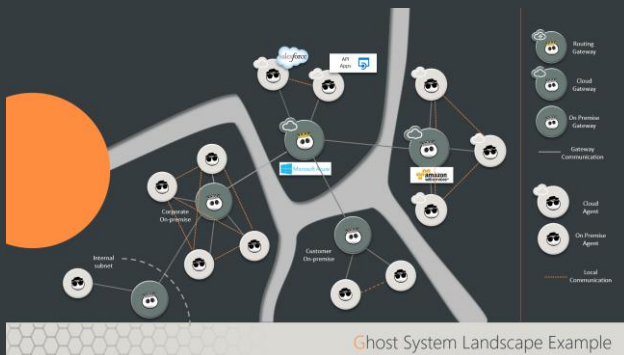 salesforce
API
Apps
Microsoft Azure
amazon
Corporate
On-premise
Customer
On-premise
Internal
subnet
Routing
Gateway
Cloud
Gateway
On Premise
Gateway
Gateway
Communication
Cloud
Agent
On Premise
Agent
Local
Communication
Ghost System Landscape Example